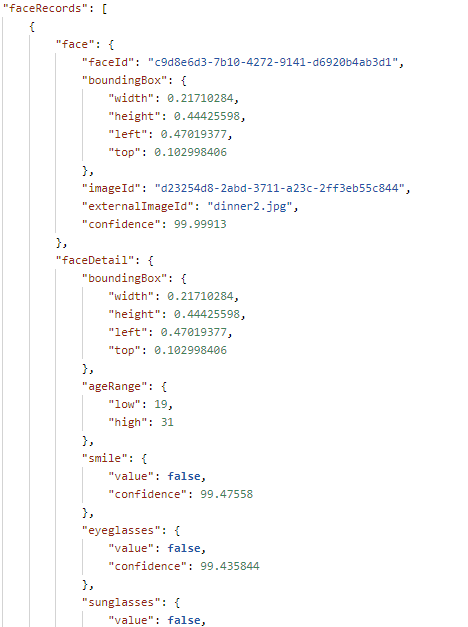 "faceRecords": [
{
"face": {
"faceId": "c9d8e6d3-7b10-4272-9141-d6920b4ab3d1",
"boundingBox": {
"width": 0.21710284,
"height": 0.44425598,
"left": 0.47019377,
"top": 0.102998406
},
"imageId": "d23254d8-2abd-3711-a23c-2ff3eb55c844",
"externalImageId": "dinner2.jpg",
"confidence": 99.99913
},
"faceDetail": {
"boundingBox": {
"width": 0.21710284,
"height": 0.44425598,
"left": 0.47019377,
"top": 0.102998406
},
"ageRange": {
"low": 19,
"high": 31
},
"smile": {
"value": false,
"confidence": 99.47558
},
"eyeglasses": {
"value": false,
"confidence": 99.435844
},
"sunglasses": {
"value": false,